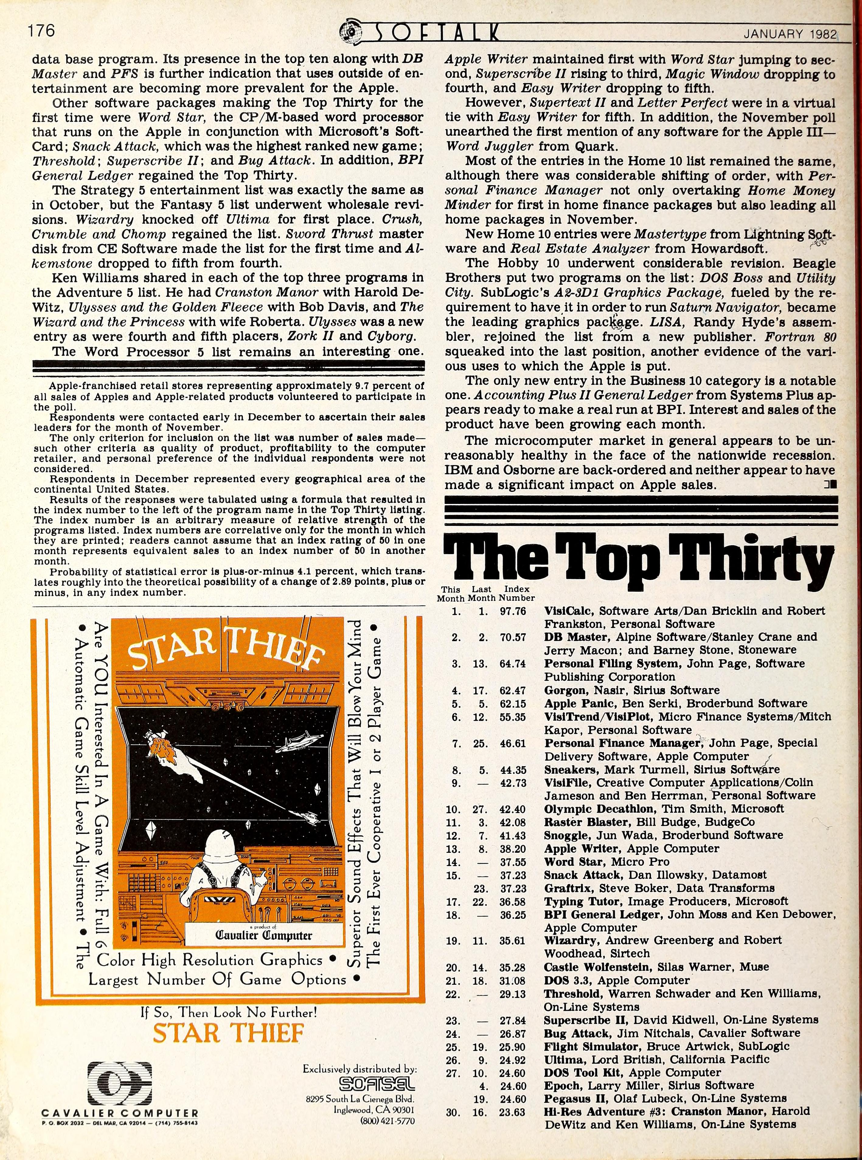 176
SOFTALK
JANUARY 1982
data base program. Its presence in the top ten along with DB
Master and PFS is further indication that uses outside of en-
tertainment are becoming more prevalent for the Apple.
Other software packages making the Top Thirty for the
first time were Word Star, the CP/M-based word processor
that runs on the Apple in conjunction with Microsoft's Soft-
Card; Snack Attack, which was the highest ranked new game;
Threshold; Superscribe II; and Bug Attack. In addition, BPI
General Ledger regained the Top Thirty.
The Strategy 5 entertainment list was exactly the same as
in October, but the Fantasy 5 list underwent wholesale revi-
sions. Wizardry knocked off Ultima for first place. Crush,
Crumble and Chomp regained the list. Sword Thrust master
disk from CE Software made the list for the first time and Al-
kemstone dropped to fifth from fourth.
Ken Williams shared in each of the top three programs in
the Adventure 5 list. He had Cranston Manor with Harold De-
Witz, Ulysses and the Golden Fleece with Bob Davis, and The
Wizard and the Princess with wife Roberta. Ulysses was a new
entry as were fourth and fifth placers, Zork II and Cyborg.
The Word Processor 5 list remains an interesting one.
Apple-franchised retail stores representing approximately 9.7 percent of
all sales of Apples and Apple-related products volunteered to participate in
the poll.
Respondents were contacted early in December to ascertain their sales
leaders for the month of November.
The only criterion for inclusion on the list was number of sales made—
such other criteria as quality of product, profitability to the computer
retailer, and personal preference of the individual respondents were not
considered.
Respondents in December represented every geographical area of the
continental United States.
Results of the responses were tabulated using a formula that resulted in
the index number to the left of the program name in the Top Thirty listing.
The index number is an arbitrary measure of relative strength of the
programs listed. Index numbers are correlative only for the month in which
they are printed; readers cannot assume that an index rating of 50 in one
month represents equivalent sales to an index number of 50 in another
month.
Probability of statistical error is plus-or-minus 4.1 percent, which trans-
lates roughly into the theoretical possibility of a change of 2.89 points, plus or
minus, in any index number.
STAR THIEF
Are YOU Interested In A Game With: Full 6
Color High Resolution Graphics •
Superior Sound Effects That Will Blow Your Mind
• Automatic Game Skill Level Adjustment • The
Largest Number Of Game Options •
The First Ever Cooperative 1 or 2 Player Game •
a product of
Cavalier Computer
If So, Then Look No Further!
STAR THIEF
CAVALIER COMPUTER
P. O. BOX 2032 — DEL MAR, CA 92014 — (714) 755-8143
Exclusively distributed by:
SOFTSEL
8295 South La Cienega Blvd.
Inglewood, CA 90301
(800) 421-5770
Apple Writer maintained first with Word Star jumping to sec-
ond, Superscribe II rising to third, Magic Window dropping to
fourth, and Easy Writer dropping to fifth.
However, Supertext II and Letter Perfect were in a virtual
tie with Easy Writer for fifth. In addition, the November poll
unearthed the first mention of any software for the Apple III—
Word Juggler from Quark.
Most of the entries in the Home 10 list remained the same,
although there was considerable shifting of order, with Per-
sonal Finance Manager not only overtaking Home Money
Minder for first in home finance packages but also leading all
home packages in November.
New Home 10 entries were Mastertype from Lightning Soft-
ware and Real Estate Analyzer from Howardsoft.
The Hobby 10 underwent considerable revision. Beagle
Brothers put two programs on the list: DOS Boss and Utility
City. SubLogic's A2-3D1 Graphics Package, fueled by the re-
quirement to have it in order to run Saturn Navigator, became
the leading graphics package. LISA, Randy Hyde's assem-
bler, rejoined the list from a new publisher. Fortran 80
squeaked into the last position, another evidence of the vari-
ous uses to which the Apple is put.
The only new entry in the Business 10 category is a notable
one. Accounting Plus II General Ledger from Systems Plus ap-
pears ready to make a real run at BPI. Interest and sales of the
product have been growing each month.
The microcomputer market in general appears to be un-
reasonably healthy in the face of the nationwide recession.
IBM and Osborne are back-ordered and neither appear to have
made a significant impact on Apple sales.
The Top Thirty
This Last Index
Month Month Number
1. 1. 97.76 VisiCalc, Software Arts/Dan Bricklin and Robert
Frankston, Personal Software
2. 2. 70.57 DB Master, Alpine Software/Stanley Crane and
Jerry Macon; and Barney Stone, Stoneware
3. 13. 64.74 Personal Filing System, John Page, Software
Publishing Corporation
4. 17. 62.47 Gorgon, Nasir, Sirius Software
5. 5. 62.15 Apple Panic, Ben Serki, Broderbund Software
6. 12. 55.35 VisiTrend/VisiPlot, Micro Finance Systems/Mitch
Kapor, Personal Software
7. 25. 46.61 Personal Finance Manager, John Page, Special
Delivery Software, Apple Computer
8. 5. 44.35 Sneakers, Mark Turmell, Sirius Software
9. — 42.73 VisiFile, Creative Computer Applications/Colin
Jameson and Ben Herrman, Personal Software
10. 27. 42.40 Olympic Decathlon, Tim Smith, Microsoft
11. 3. 42.08 Raster Blaster, Bill Budge, BudgeCo
12. 7. 41.43 Snoggle, Jun Wada, Broderbund Software
13. 8. 38.20 Apple Writer, Apple Computer
14. — 37.55 Word Star, Micro Pro
15. — 37.23 Snack Attack, Dan Illowsky, Datamost
23. 37.23 Graftrix, Steve Boker, Data Transforms
17. 22. 36.58 Typing Tutor, Image Producers, Microsoft
18. — 36.25 BPI General Ledger, John Moss and Ken Debower,
Apple Computer
19. 11. 35.61 Wizardry, Andrew Greenberg and Robert
Woodhead, Sirtech
20. 14. 35.28 Castle Wolfenstein, Silas Warner, Muse
21. 18. 31.08 DOS 3.3, Apple Computer
22. — 29.13 Threshold, Warren Schwader and Ken Williams,
On-Line Systems
23. — 27.84 Superscribe II, David Kidwell, On-Line Systems
24. — 26.87 Bug Attack, Jim Nitchals, Cavalier Software
25. 19. 25.90 Flight Simulator, Bruce Artwick, SubLogic
26. 9. 24.92 Ultima, Lord British, California Pacific
27. 10. 24.60 DOS Tool Kit, Apple Computer
4. 24.60 Epoch, Larry Miller, Sirius Software
19. 24.60 Pegasus II, Olaf Lubeck, On-Line Systems
30. 16. 23.63 Hi-Res Adventure #3: Cranston Manor, Harold
DeWitz and Ken Williams, On-Line Systems